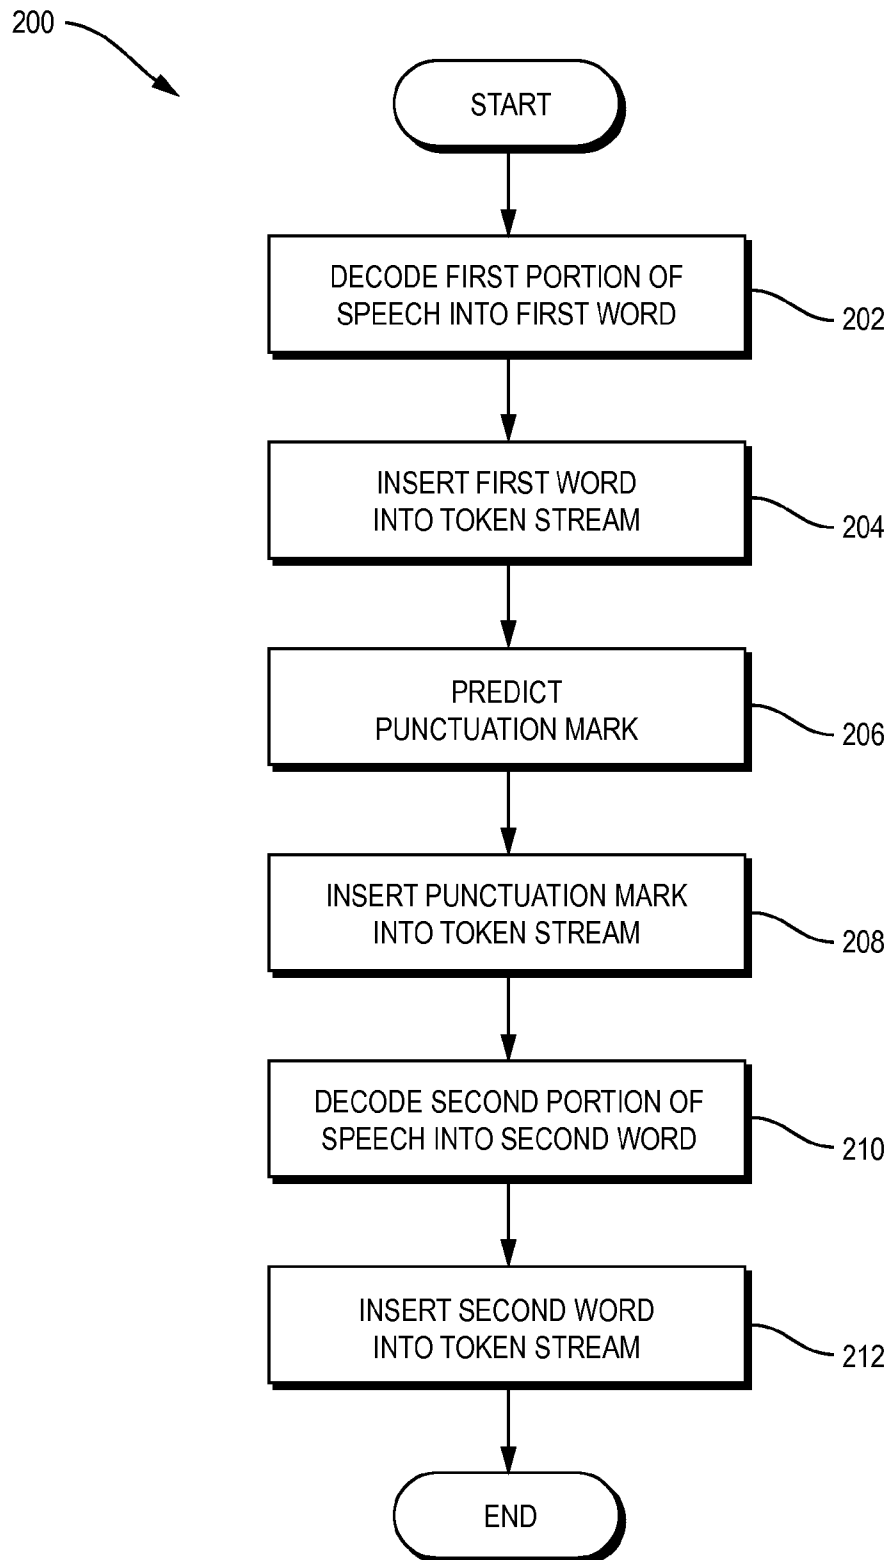 200
START
DECODE FIRST PORTION OF
SPEECH INTO FIRST WORD
202
INSERT FIRST WORD
INTO TOKEN STREAM
204
PREDICT
PUNCTUATION MARK
206
INSERT PUNCTUATION MARK
INTO TOKEN STREAM
208
DECODE SECOND PORTION OF
SPEECH INTO SECOND WORD
210
INSERT SECOND WORD
INTO TOKEN STREAM
212
END